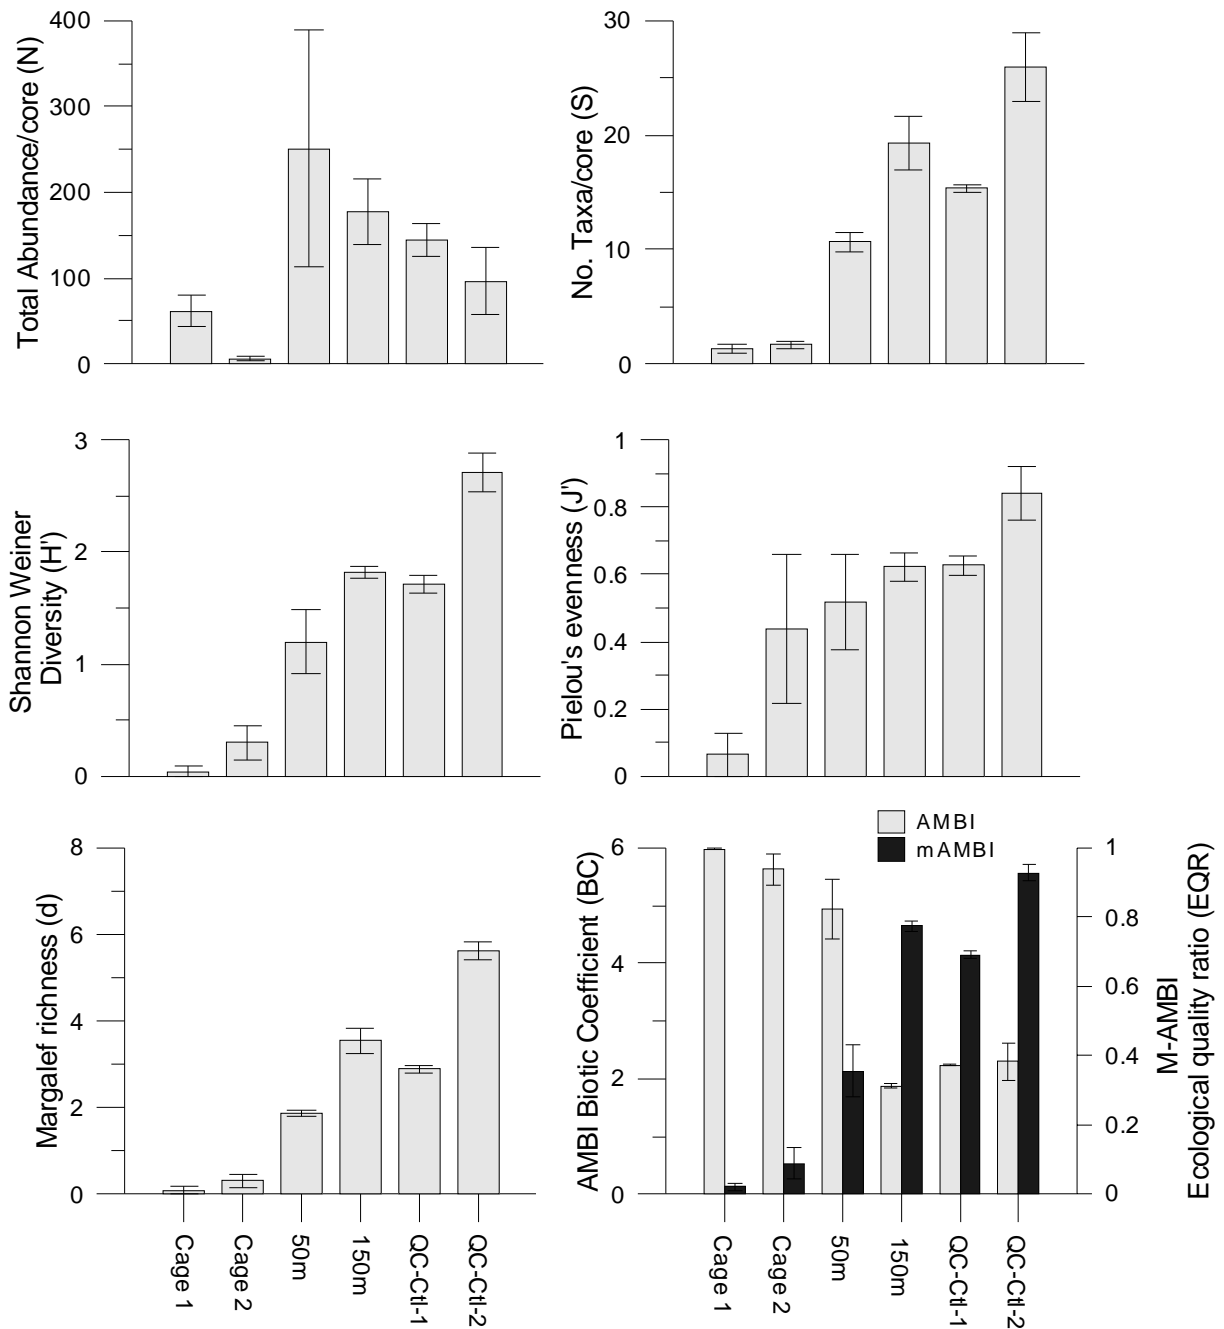 Total Abundance/core (N)
400
300
200
100
0
No. Taxa/core (S)
30
20
10
0
Shannon Weiner
Diversity (H')
3
2
1
0
Pielou's evenness (J')
1
0.8
0.6
0.4
0.2
0
Margalef richness (d)
8
6
4
2
0
Cage 1
Cage 2
50m
150m
QC-Ctl-1
QC-Ctl-2
AMBI
mAMBI
AMBI Biotic Coefficient (BC)
6
4
2
0
1
0.8
0.6
0.4
0.2
0
M-AMBI
Ecological quality ratio (EQR)
Cage 1
Cage 2
50m
150m
QC-Ctl-1
QC-Ctl-2